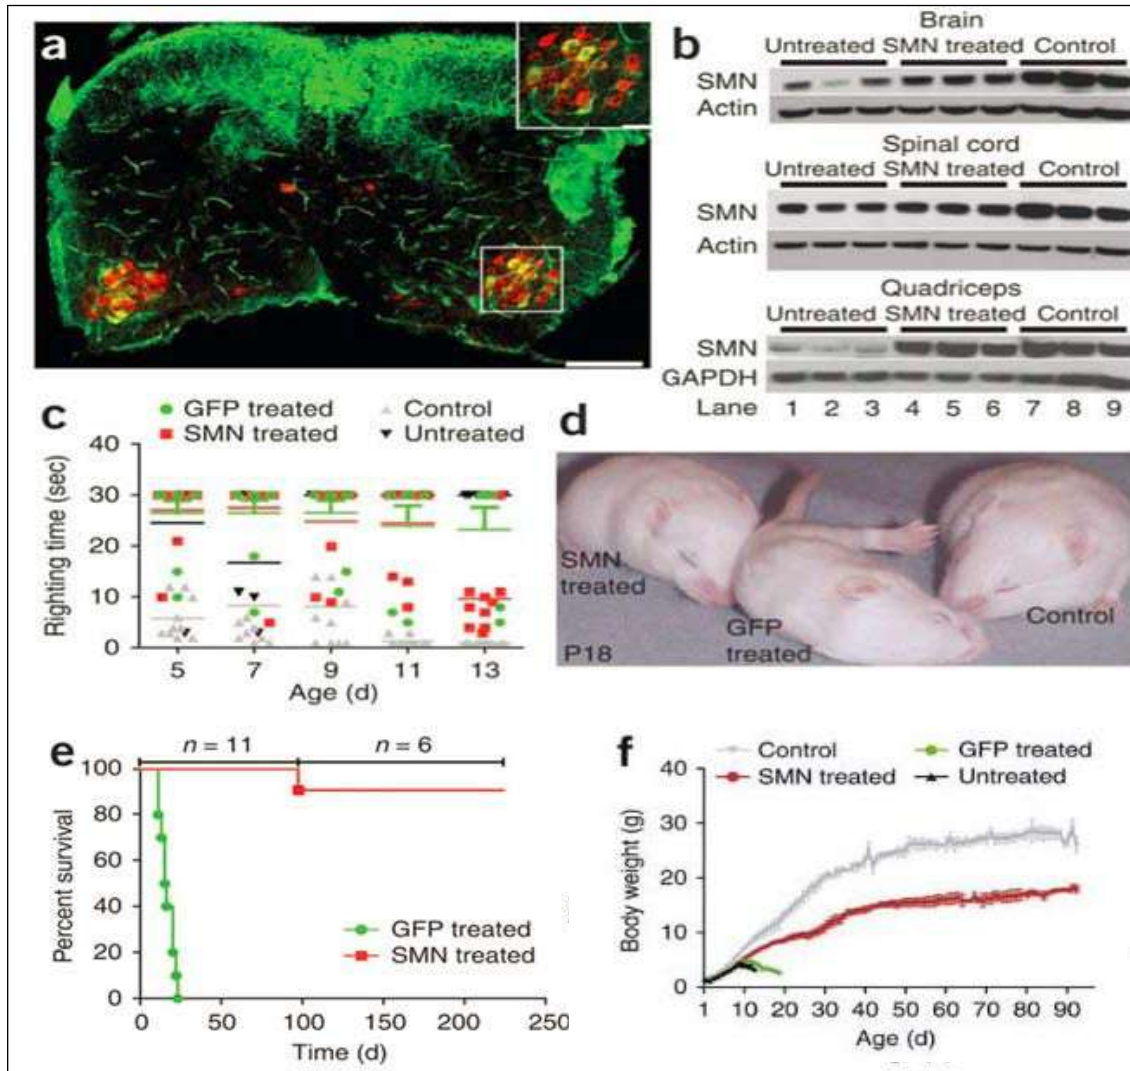 a
b
Brain
Untreated SMN treated Control
SMN
Actin
Spinal cord
Untreated SMN treated Control
SMN
Actin
Quadriceps
Untreated SMN treated Control
SMN
GAPDH
Lane 1 2 3 4 5 6 7 8 9
c
GFP treated Control
SMN treated Untreated
40
30
20
10
0
Righting time (sec)
5 7 9 11 13
Age (d)
d
SMN
treated
GFP
treated
Control
P18
e
n = 11 n = 6
100
80
60
40
20
0
Percent survival
GFP treated
SMN treated
0 50 100 150 200 250
Time (d)
f
Control GFP treated
SMN treated Untreated
40
30
20
10
0
Body weight (g)
1 10 20 30 40 50 60 70 80 90
Age (d)